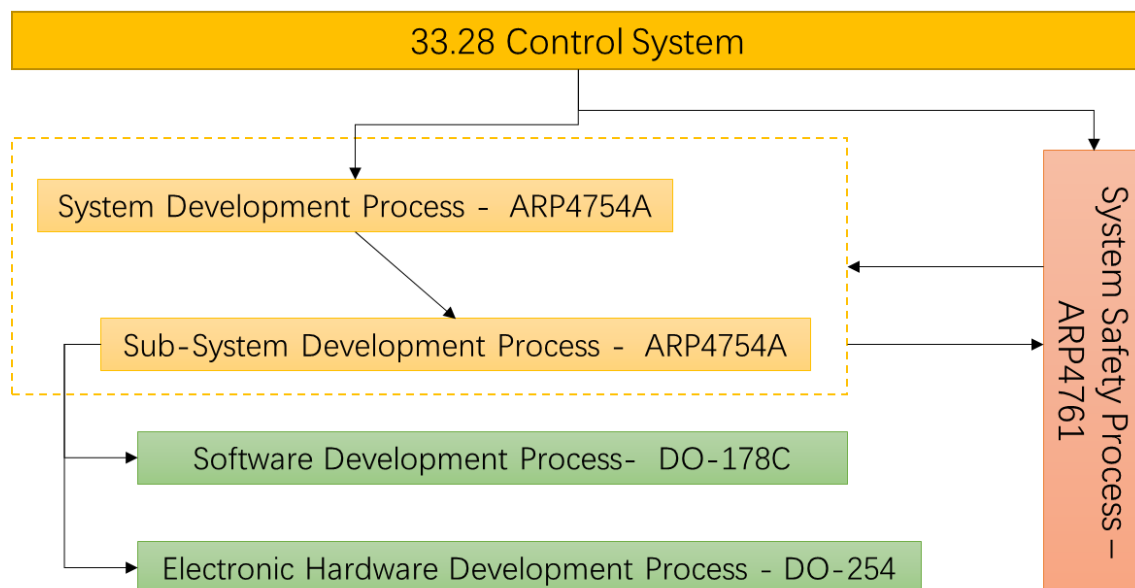 33.28 Control System
System Development Process - ARP4754A
Sub-System Development Process - ARP4754A
Software Development Process- DO-178C
Electronic Hardware Development Process - DO-254
System Safety Process –
ARP4761